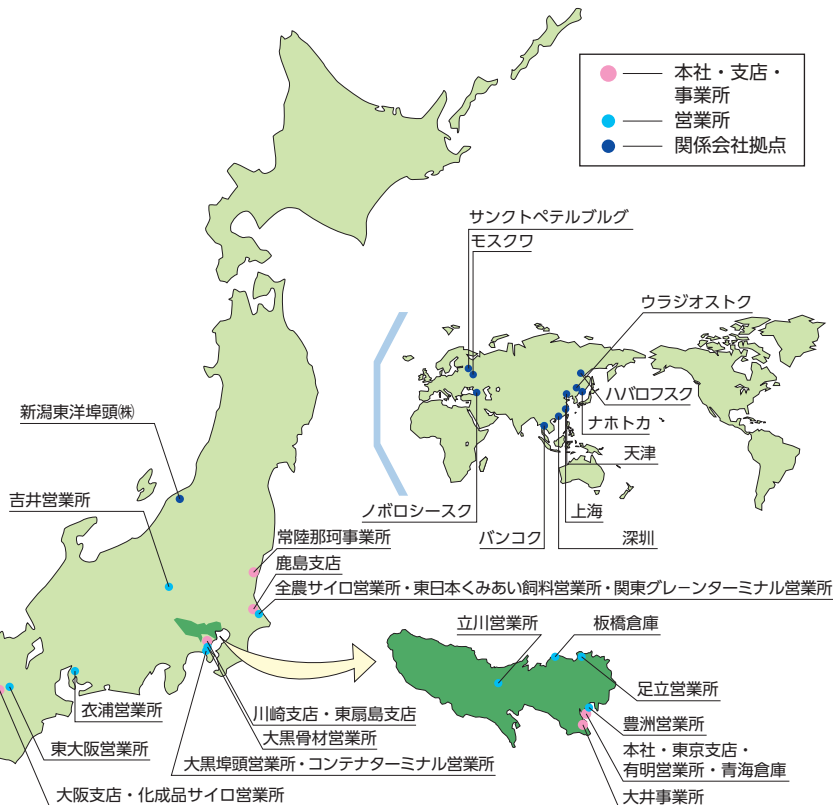 本社・支店・
事業所
営業所
関係会社拠点
サンクトペテルブルグ
モスクワ
ウラジオストク
ハバロフスク
ナホトカ
天津
上海
深圳
バンコク
ノボロシースク
新潟東洋埠頭㈱
吉井営業所
常陸那珂事業所
鹿島支店
全農サイロ営業所・東日本くみあい飼料営業所・関東グレーンターミナル営業所
立川営業所
板橋倉庫
足立営業所
豊洲営業所
本社・東京支店・
有明営業所・青海倉庫
大井事業所
川崎支店・東扇島支店
大黒骨材営業所
大黒埠頭営業所・コンテナターミナル営業所
衣浦営業所
東大阪営業所
大阪支店・化成品サイロ営業所